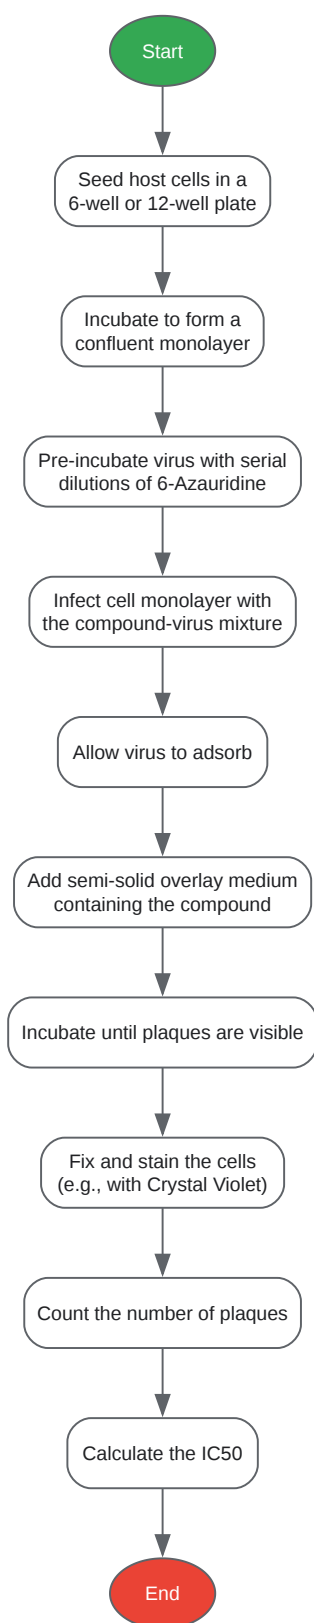 Start
Seed host cells in a
6-well or 12-well plate
Incubate to form a
confluent monolayer
Pre-incubate virus with serial
dilutions of 6-Azauridine
Infect cell monolayer with
the compound-virus mixture
Allow virus to adsorb
Add semi-solid overlay medium
containing the compound
Incubate until plaques are visible
Fix and stain the cells
(e.g., with Crystal Violet)
Count the number of plaques
Calculate the IC50
End